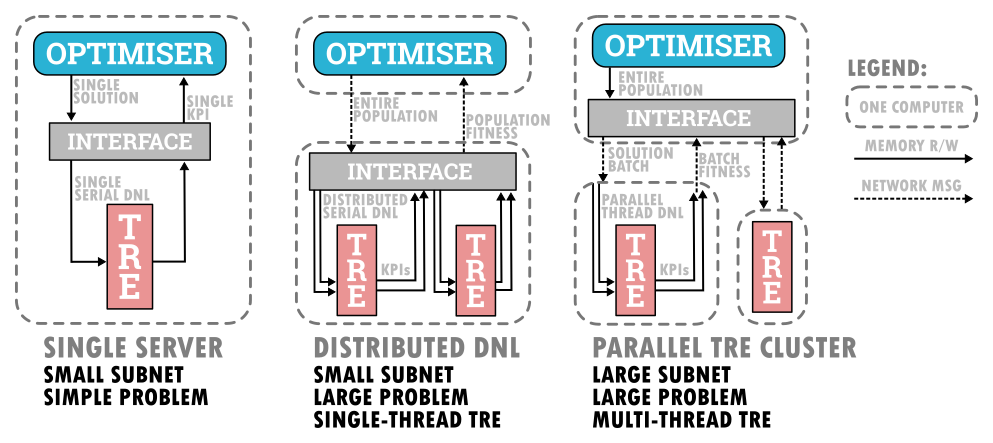 OPTIMISER
SINGLE
SOLUTION
SINGLE
KPI
INTERFACE
SINGLE
SERIAL DNL
TRE
SINGLE SERVER
SMALL SUBNET
SIMPLE PROBLEM
OPTIMISER
ENTIRE
POPULATION
POPULATION
FITNESS
INTERFACE
DISTRIBUTED
SERIAL DNL
TRE
KPIs
TRE
DISTRIBUTED DNL
SMALL SUBNET
LARGE PROBLEM
SINGLE-THREAD TRE
OPTIMISER
ENTIRE
POPULATION
INTERFACE
SOLUTION
BATCH
BATCH
FITNESS
PARALLEL
THREAD DNL
TRE
KPIs
TRE
PARALLEL TRE CLUSTER
LARGE SUBNET
LARGE PROBLEM
MULTI-THREAD TRE
LEGEND:
ONE COMPUTER
MEMORY R/W
NETWORK MSG